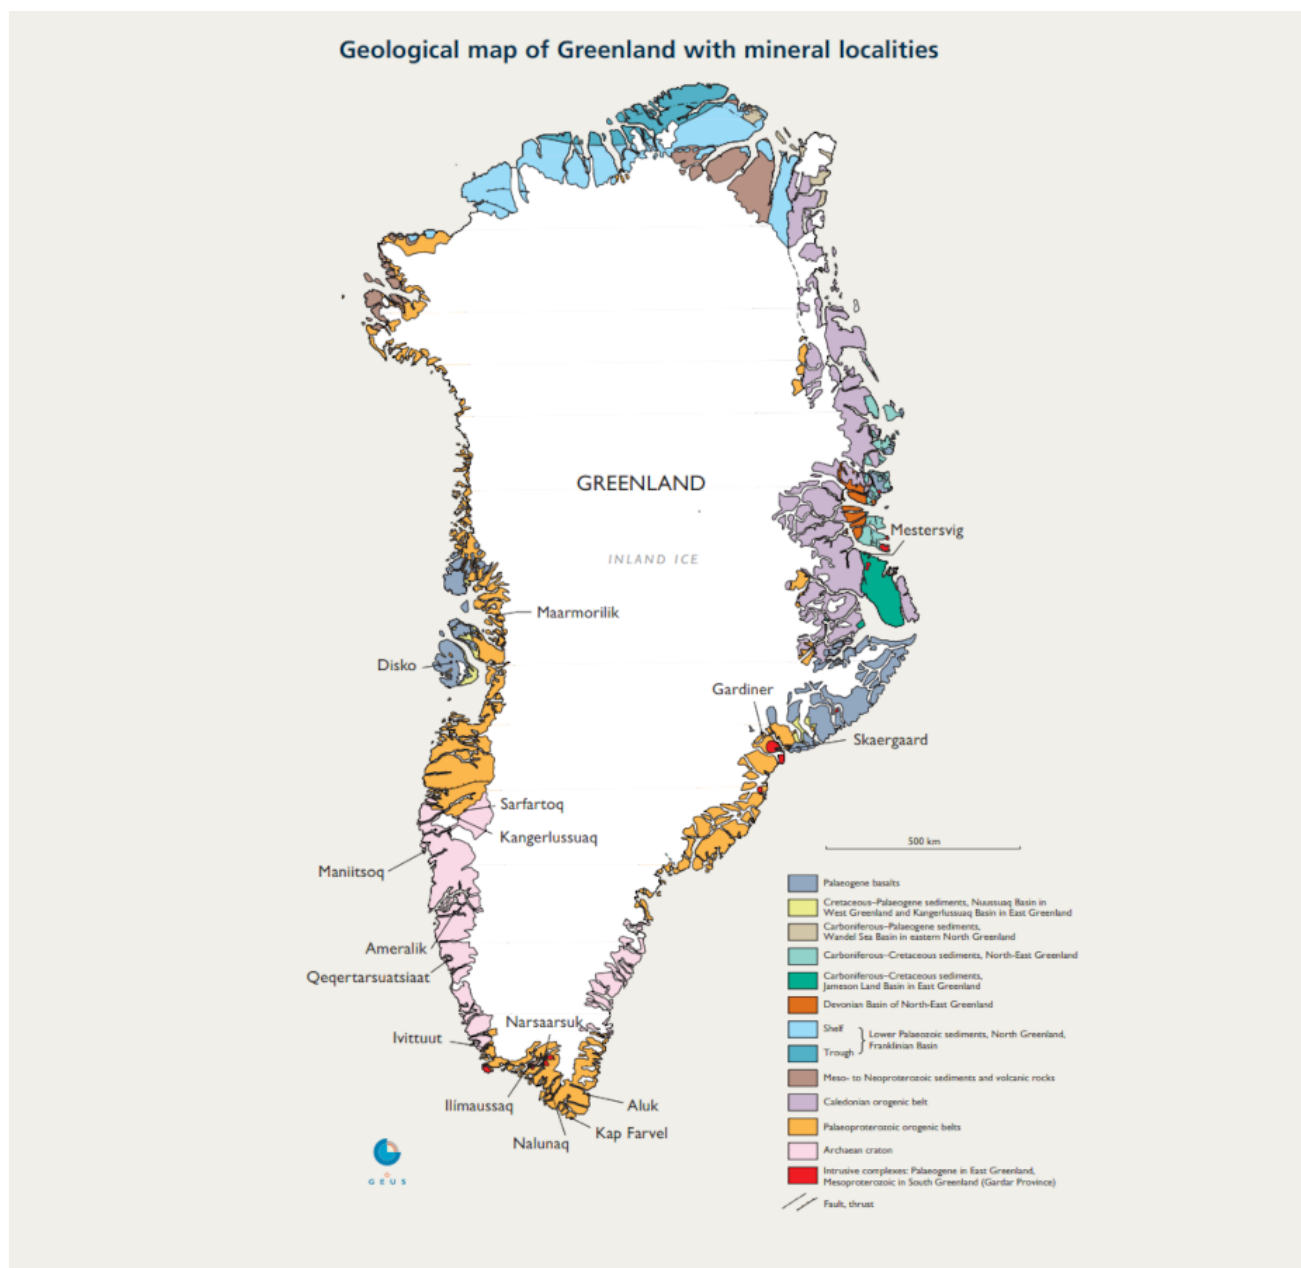 Geological map of Greenland with mineral localities
GREENLAND
Mestersvig
INLAND ICE
Maarmorilik
Disko
Gardiner
Skaergaard
Sarfartoq
Kangerlussuaq
500 km
Maniitsoq
Palaeogene basalts
Cretaceous–Palaeogene sediments, Nuussuaq Basin in
West Greenland and Kangerlussuaq Basin in East Greenland
Carboniferous–Palaeogene sediments,
Wandel Sea Basin in eastern North Greenland
Ameralik
Carboniferous–Cretaceous sediments, North-East Greenland
Qeqertarsuatsiaat
Carboniferous–Cretaceous sediments,
Jameson Land Basin in East Greenland
Devonian Basin of North-East Greenland
Narsaarsuk
Shelf
Lower Palaeozoic sediments, North Greenland,
Franklinian Basin
Ivittuut
Trough
Meso- to Neoproterozoic sediments and volcanic rocks
Ilímaussaq
Aluk
Caledonian orogenic belt
Kap Farvel
Palaeoproterozoic orogenic belts
Nalunaq
Archaean craton
Intrusive complexes: Palaeogene in East Greenland,
Mesoproterozoic in South Greenland (Gardar Province)
GEUS
Fault, thrust